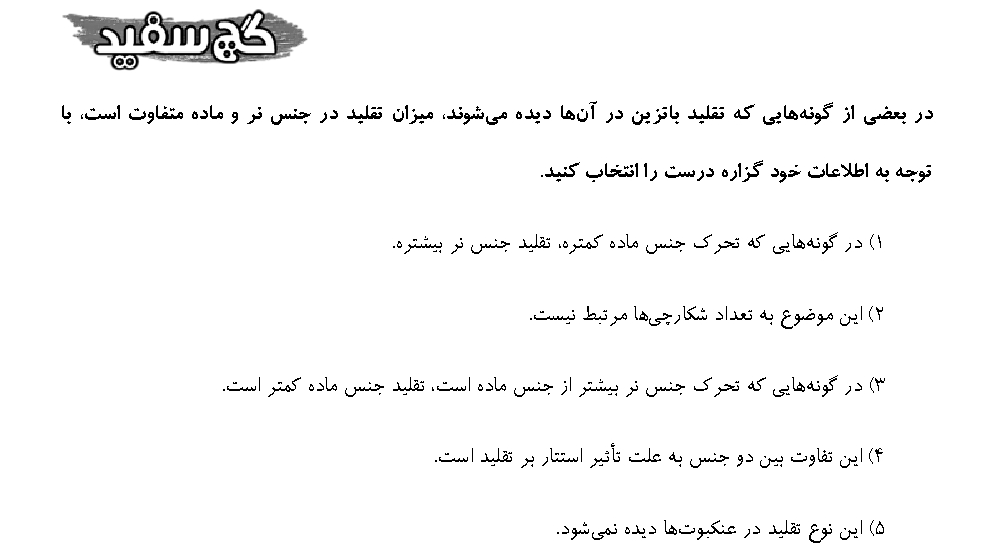 گچ سفید
در بعضی از گونه‌هایی که تقلید باتزین در آن‌ها دیده می‌شوند، میزان تقلید در جنس نر و ماده متفاوت است، با
توجه به اطلاعات خود گزاره درست را انتخاب کنید.
۱) در گونه‌هایی که تحرک جنس ماده کمتره، تقلید جنس نر بیشتره.
۲) این موضوع به تعداد شکارچی‌ها مرتبط نیست.
۳) در گونه‌هایی که تحرک جنس نر بیشتر از جنس ماده است، تقلید جنس ماده کمتر است.
۴) این تفاوت بین دو جنس به علت تأثیر استتار بر تقلید است.
۵) این نوع تقلید در عنکبوت‌ها دیده نمی‌شود.